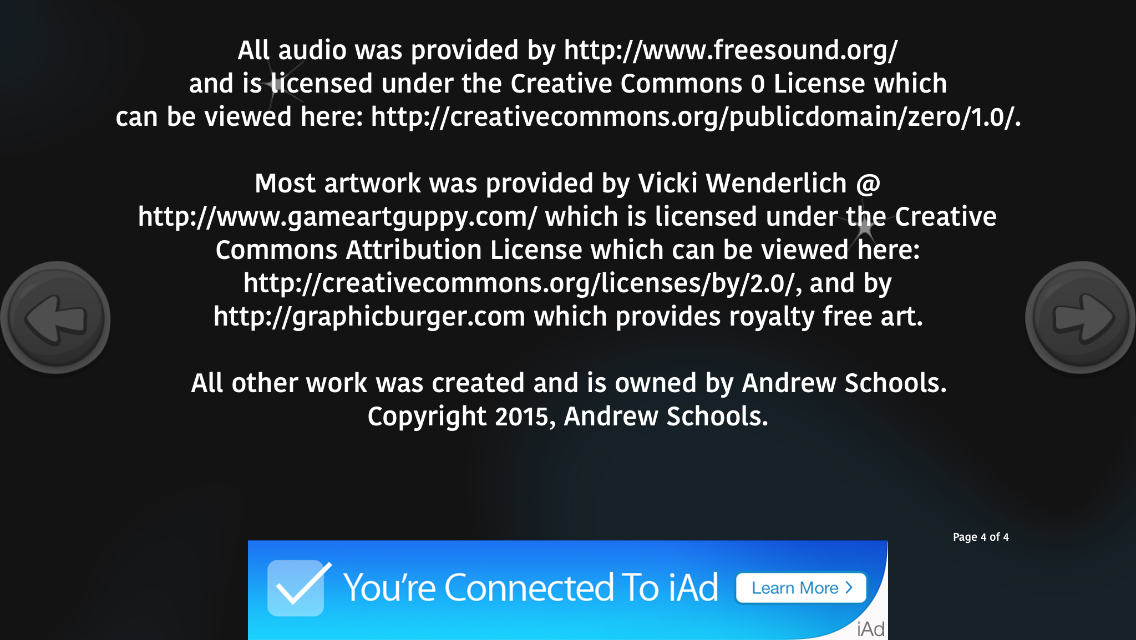 All audio was provided by http://www.freesound.org/
and is licensed under the Creative Commons 0 License which
can be viewed here: http://creativecommons.org/publicdomain/zero/1.0/.
Most artwork was provided by Vicki Wenderlich @
http://www.gameartguppy.com/ which is licensed under the Creative
Commons Attribution License which can be viewed here:
http://creativecommons.org/licenses/by/2.0/, and by
http://graphicburger.com which provides royalty free art.
All other work was created and is owned by Andrew Schools.
Copyright 2015, Andrew Schools.
Page 4 of 4
You're Connected To iAd
Learn More >
iAd